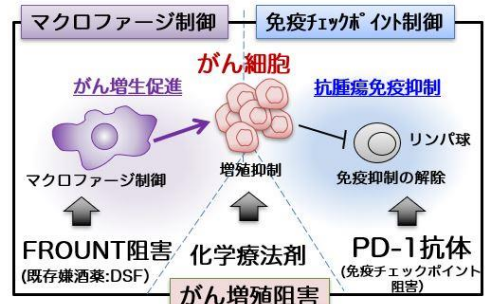 マクロファージ制御
免疫ﾁｪｯｸﾎﾟｲﾝﾄ制御
がん細胞
がん増生促進
抗腫瘍免疫抑制
リンパ球
マクロファージ制御
増殖抑制
免疫抑制の解除
FROUNT阻害
(既存嫌酒薬:DSF)
化学療法剤
PD-1抗体
(免疫チェックポイント
阻害)
がん増殖阻害